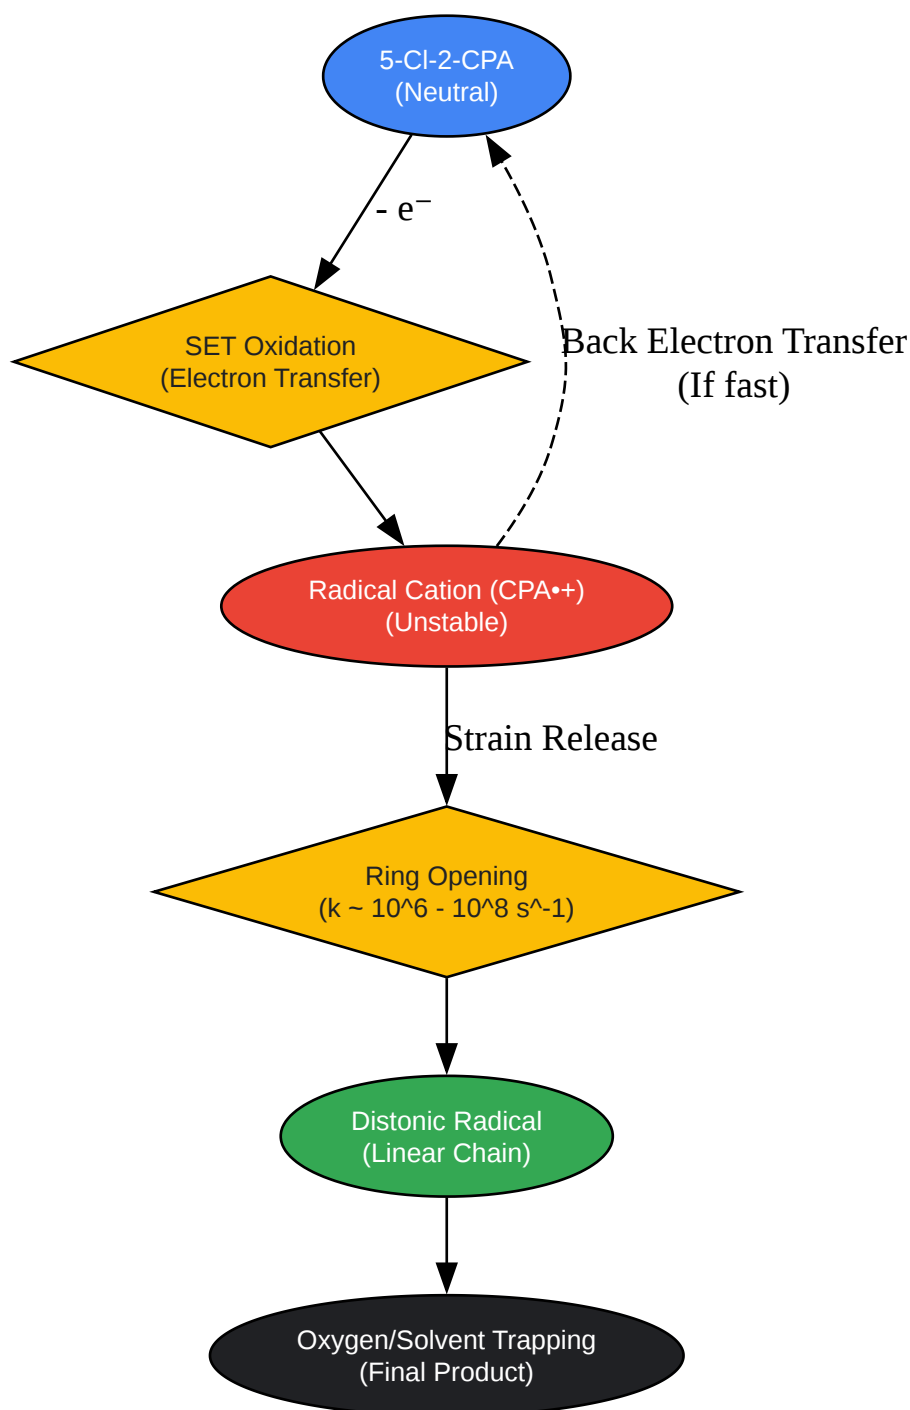 5-Cl-2-CPA
(Neutral)
- e⁻
SET Oxidation
(Electron Transfer)
Back Electron Transfer
(If fast)
Radical Cation (CPA•+)
(Unstable)
Strain Release
Ring Opening
(k ~ 10^6 - 10^8 s^-1)
Distonic Radical
(Linear Chain)
Oxygen/Solvent Trapping
(Final Product)